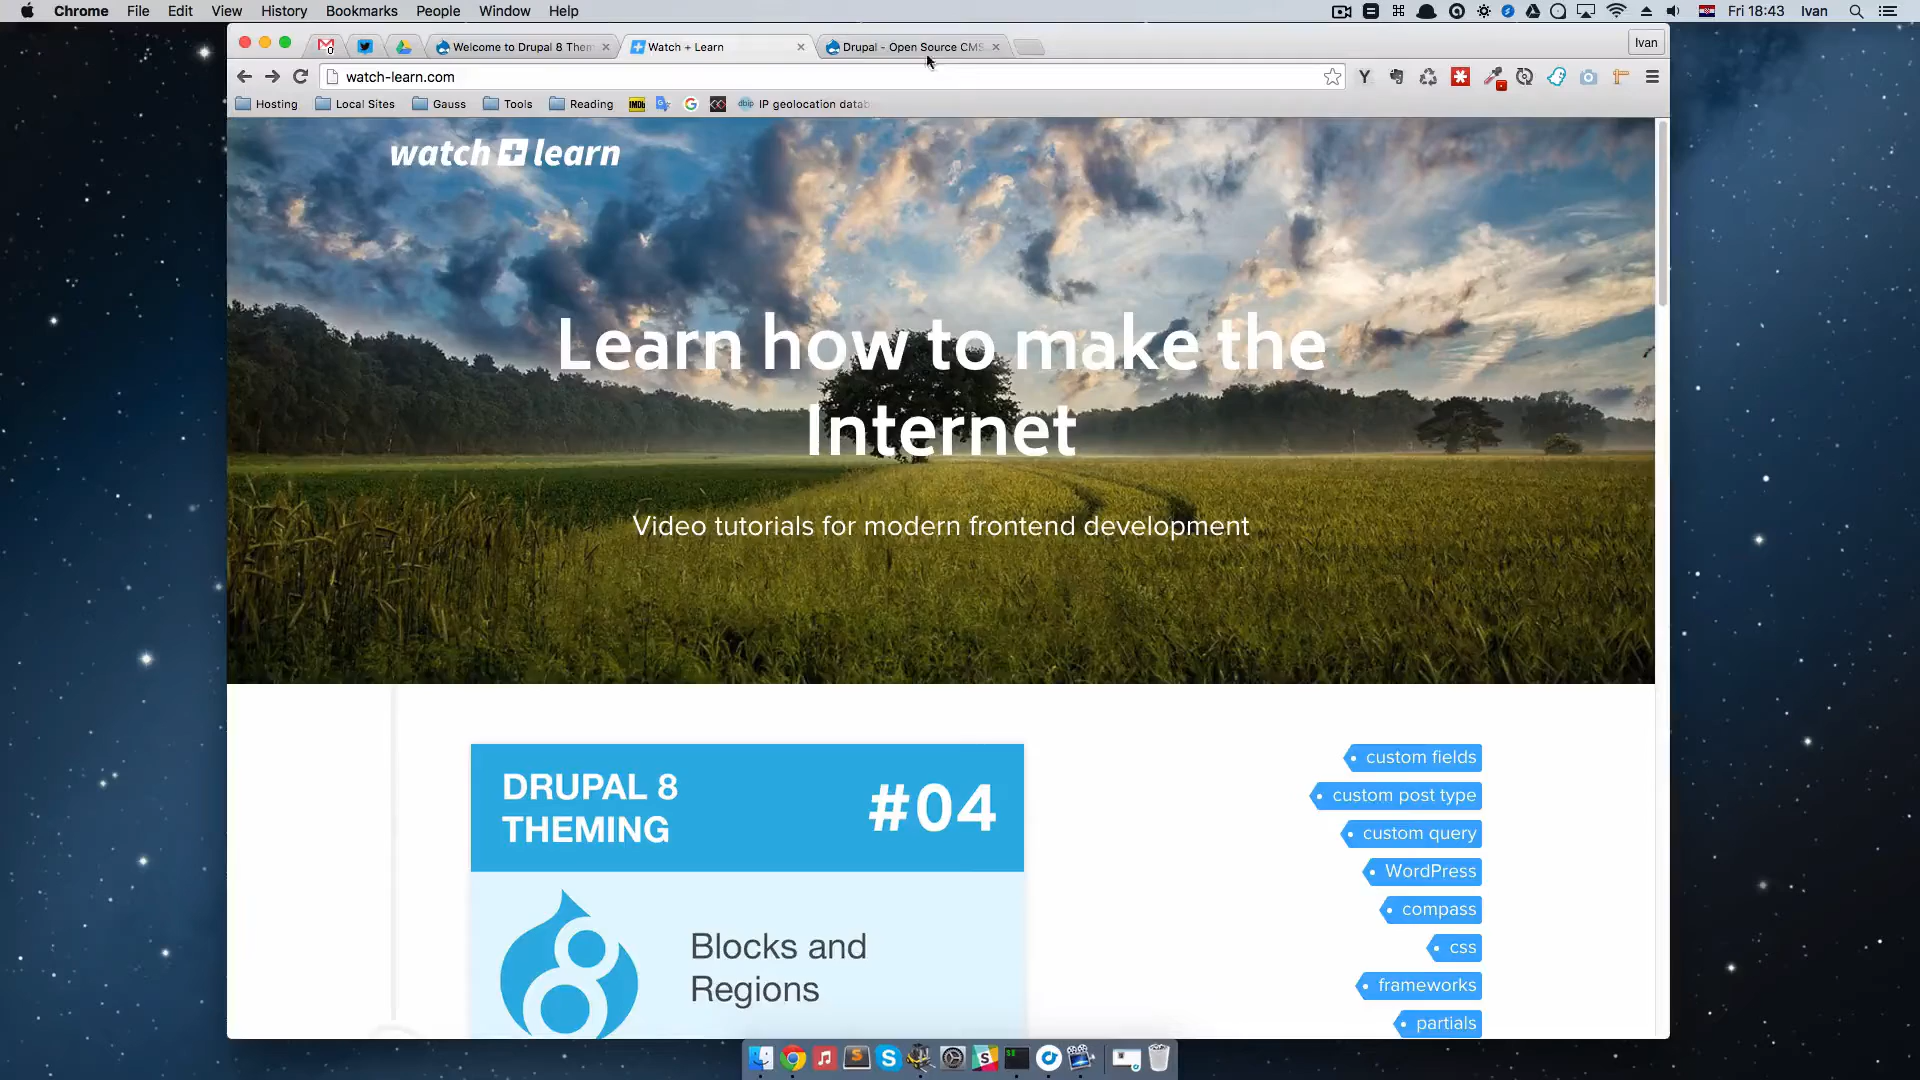 Chrome File Edit View History Bookmarks People Window Help Fri 18:43 Ivan
Welcome to Drupal 8 Them Watch + Learn Drupal - Open Source CMS Ivan
watch-learn.com
Hosting Local Sites Gauss Tools Reading IMDb IP geolocation datab
watch+learn
Learn how to make the
Internet
Video tutorials for modern frontend development
DRUPAL 8
THEMING
#04
Blocks and
Regions
custom fields
custom post type
custom query
WordPress
compass
css
frameworks
partials